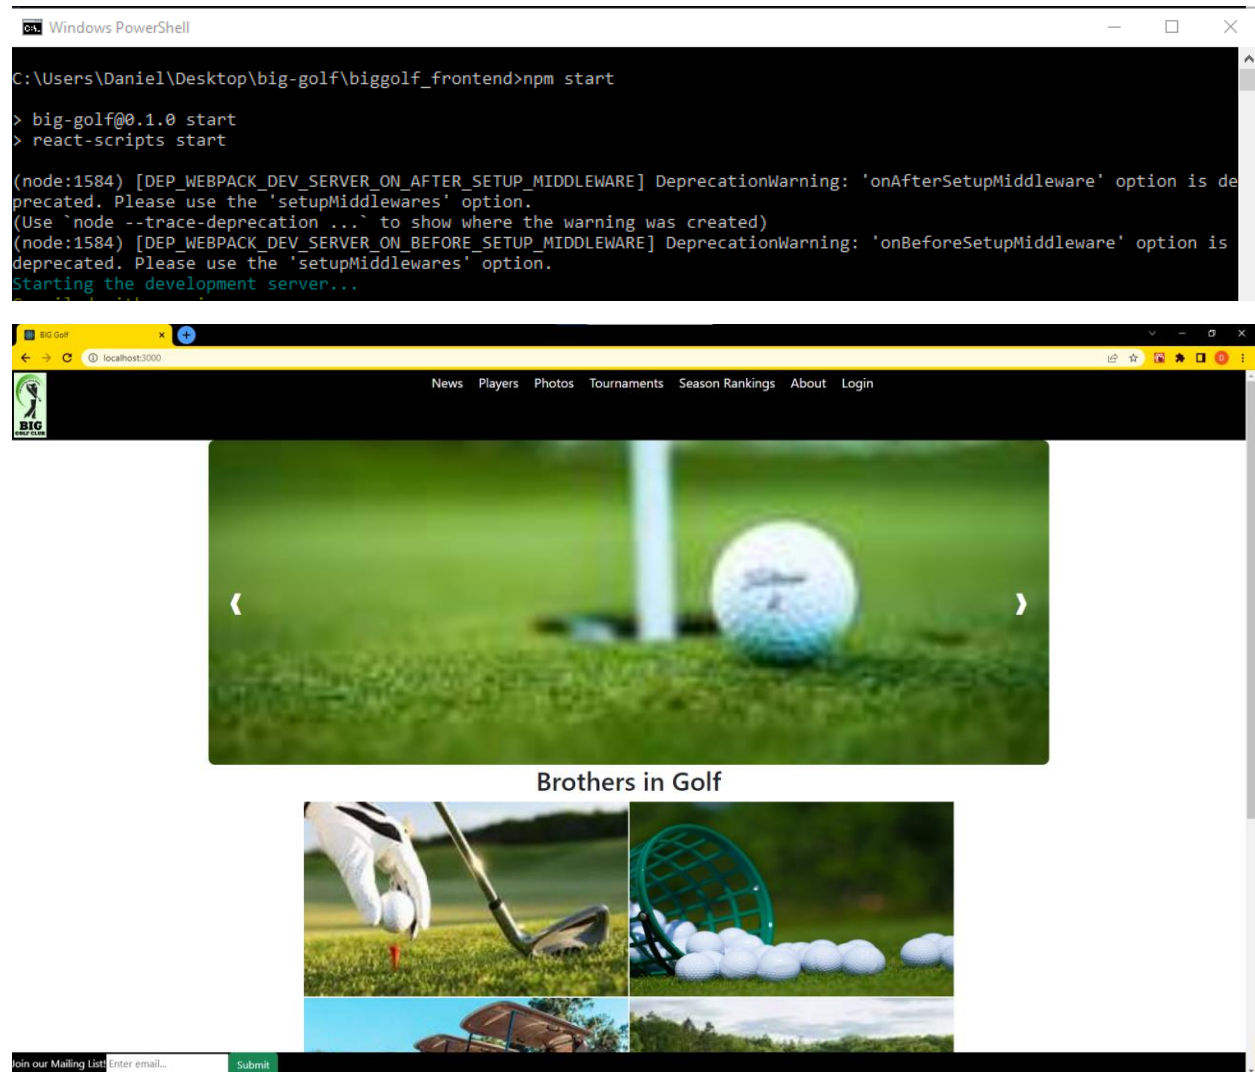 Windows PowerShell
C:\Users\Daniel\Desktop\big-golf\biggolf_frontend>npm start
> big-golf@0.1.0 start
> react-scripts start
(node:1584) [DEP_WEBPACK_DEV_SERVER_ON_AFTER_SETUP_MIDDLEWARE] DeprecationWarning: 'onAfterSetupMiddleware' option is de
precated. Please use the 'setupMiddlewares' option.
(Use `node --trace-deprecation ...` to show where the warning was created)
(node:1584) [DEP_WEBPACK_DEV_SERVER_ON_BEFORE_SETUP_MIDDLEWARE] DeprecationWarning: 'onBeforeSetupMiddleware' option is
deprecated. Please use the 'setupMiddlewares' option.
Starting the development server...
BIG Golf
localhost:3000
News Players Photos Tournaments Season Rankings About Login
BIG
GOLF CLUB
Brothers in Golf
Join our Mailing List! Enter email... Submit